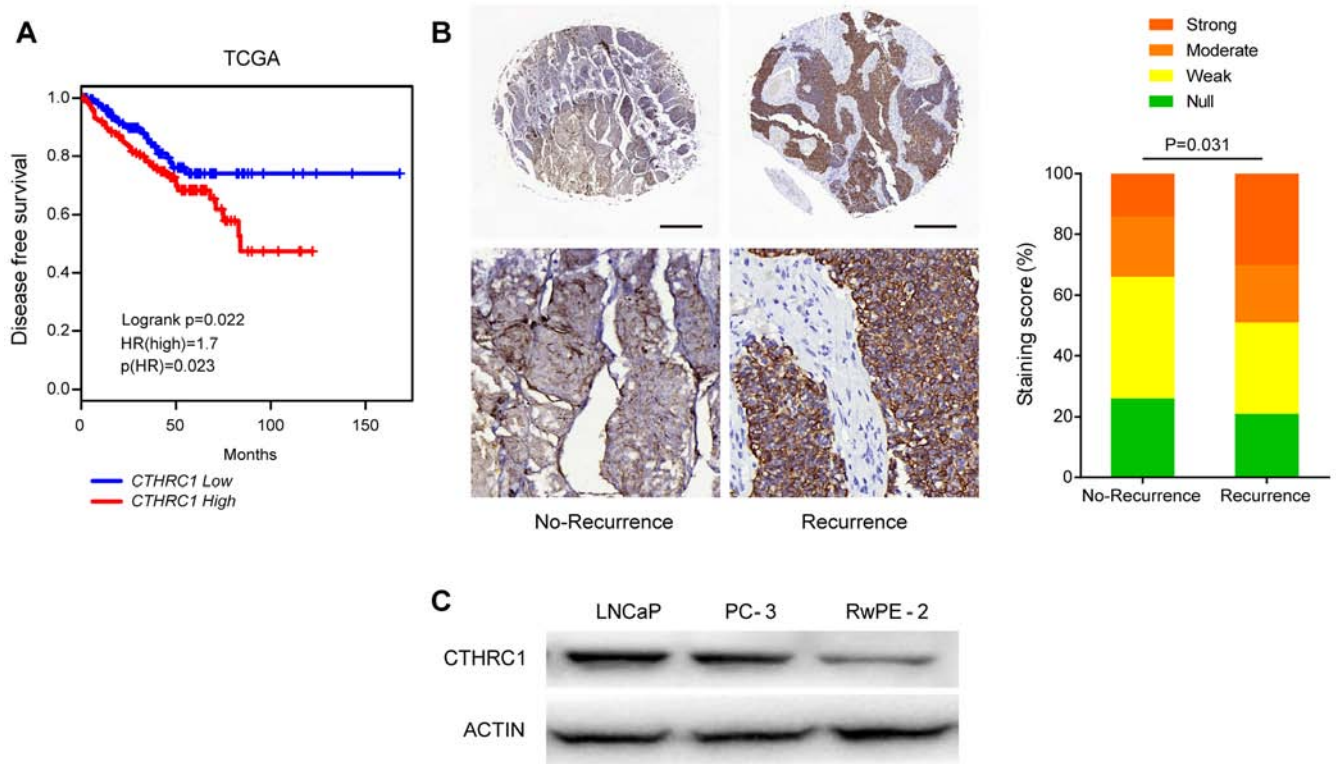 A
TCGA
Disease free survival
1.0
0.8
0.6
0.4
0.2
0.0
Logrank p=0.022
HR(high)=1.7
p(HR)=0.023
0
50
100
150
Months
CTHRC1 Low
CTHRC1 High
B
No-Recurrence
Recurrence
Strong
Moderate
Weak
Null
P=0.031
Staining score (%)
100
80
60
40
20
0
No-Recurrence
Recurrence
C
LNCaP
PC-3
RwPE-2
CTHRC1
ACTIN